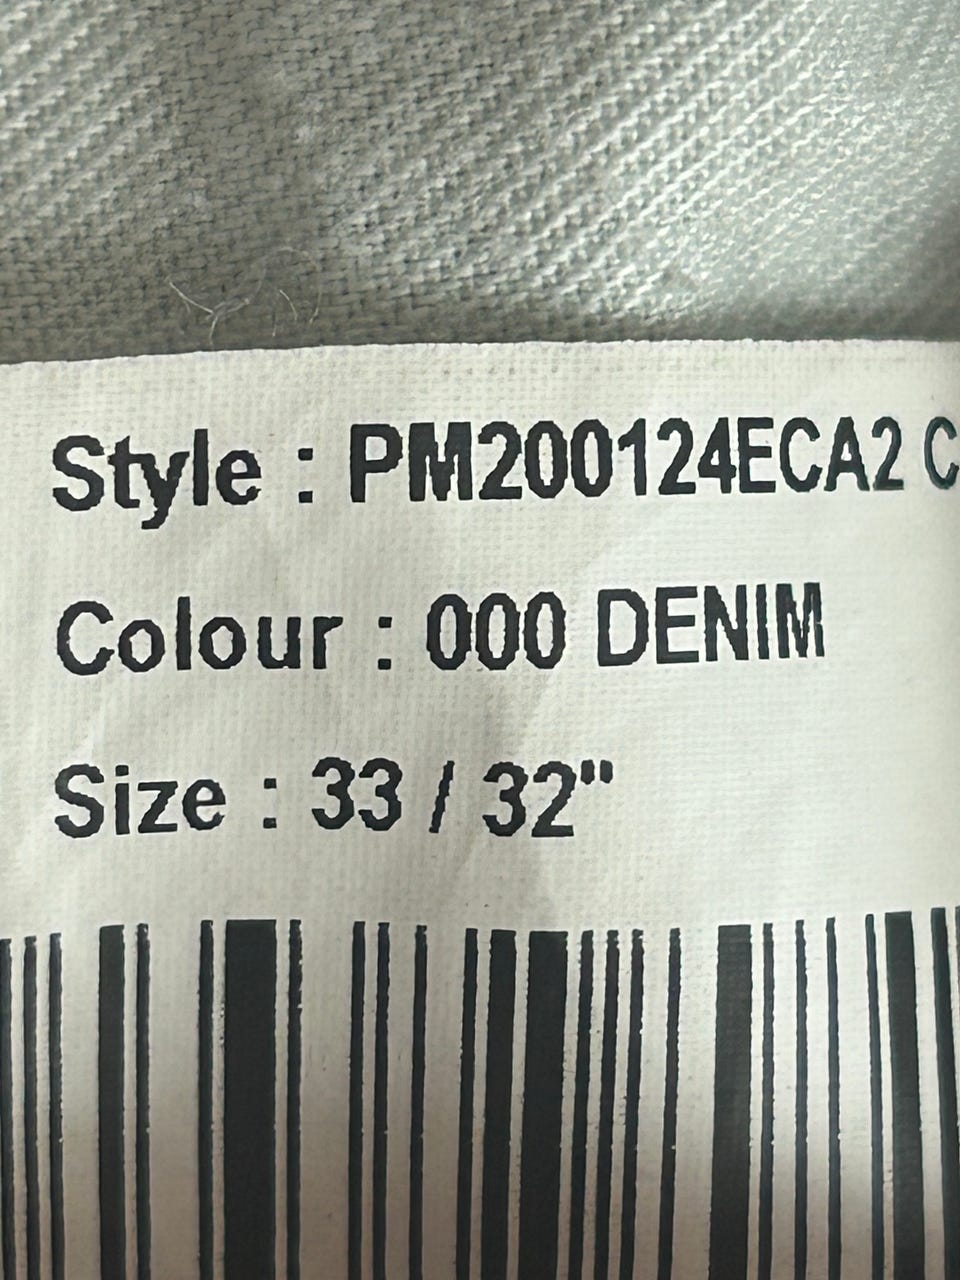 Style : PM200124ECA2 C
Colour : 000 DENIM
Size : 33 / 32"